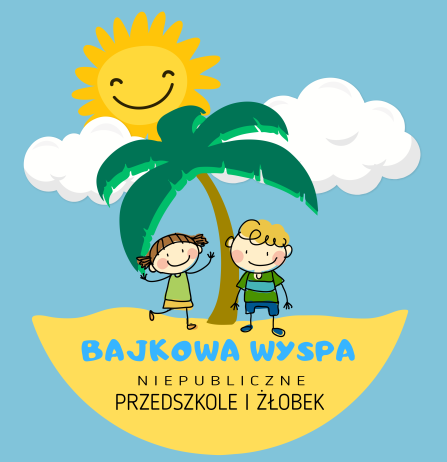 BAJKOWA WYSPA
NIEPUBLICZNE
PRZEDSZKOLE I ŻŁOBEK